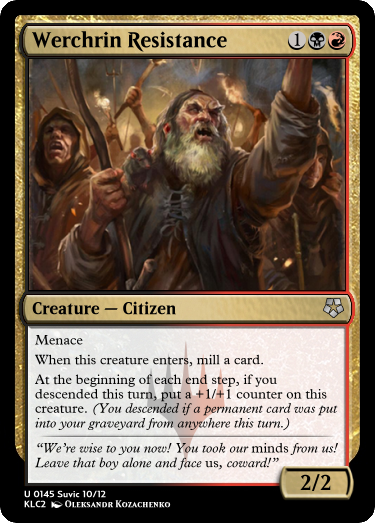 Werchrin Resistance 1
Creature — Citizen
Menace
When this creature enters, mill a card.
At the beginning of each end step, if you
descended this turn, put a +1/+1 counter on this
creature. (You descended if a permanent card was put
into your graveyard from anywhere this turn.)
“We’re wise to you now! You took our minds from us!
Leave that boy alone and face us, coward!”
2/2
U 0145 Suvic 10/12
KLC2 Oleksandr Kozachenko